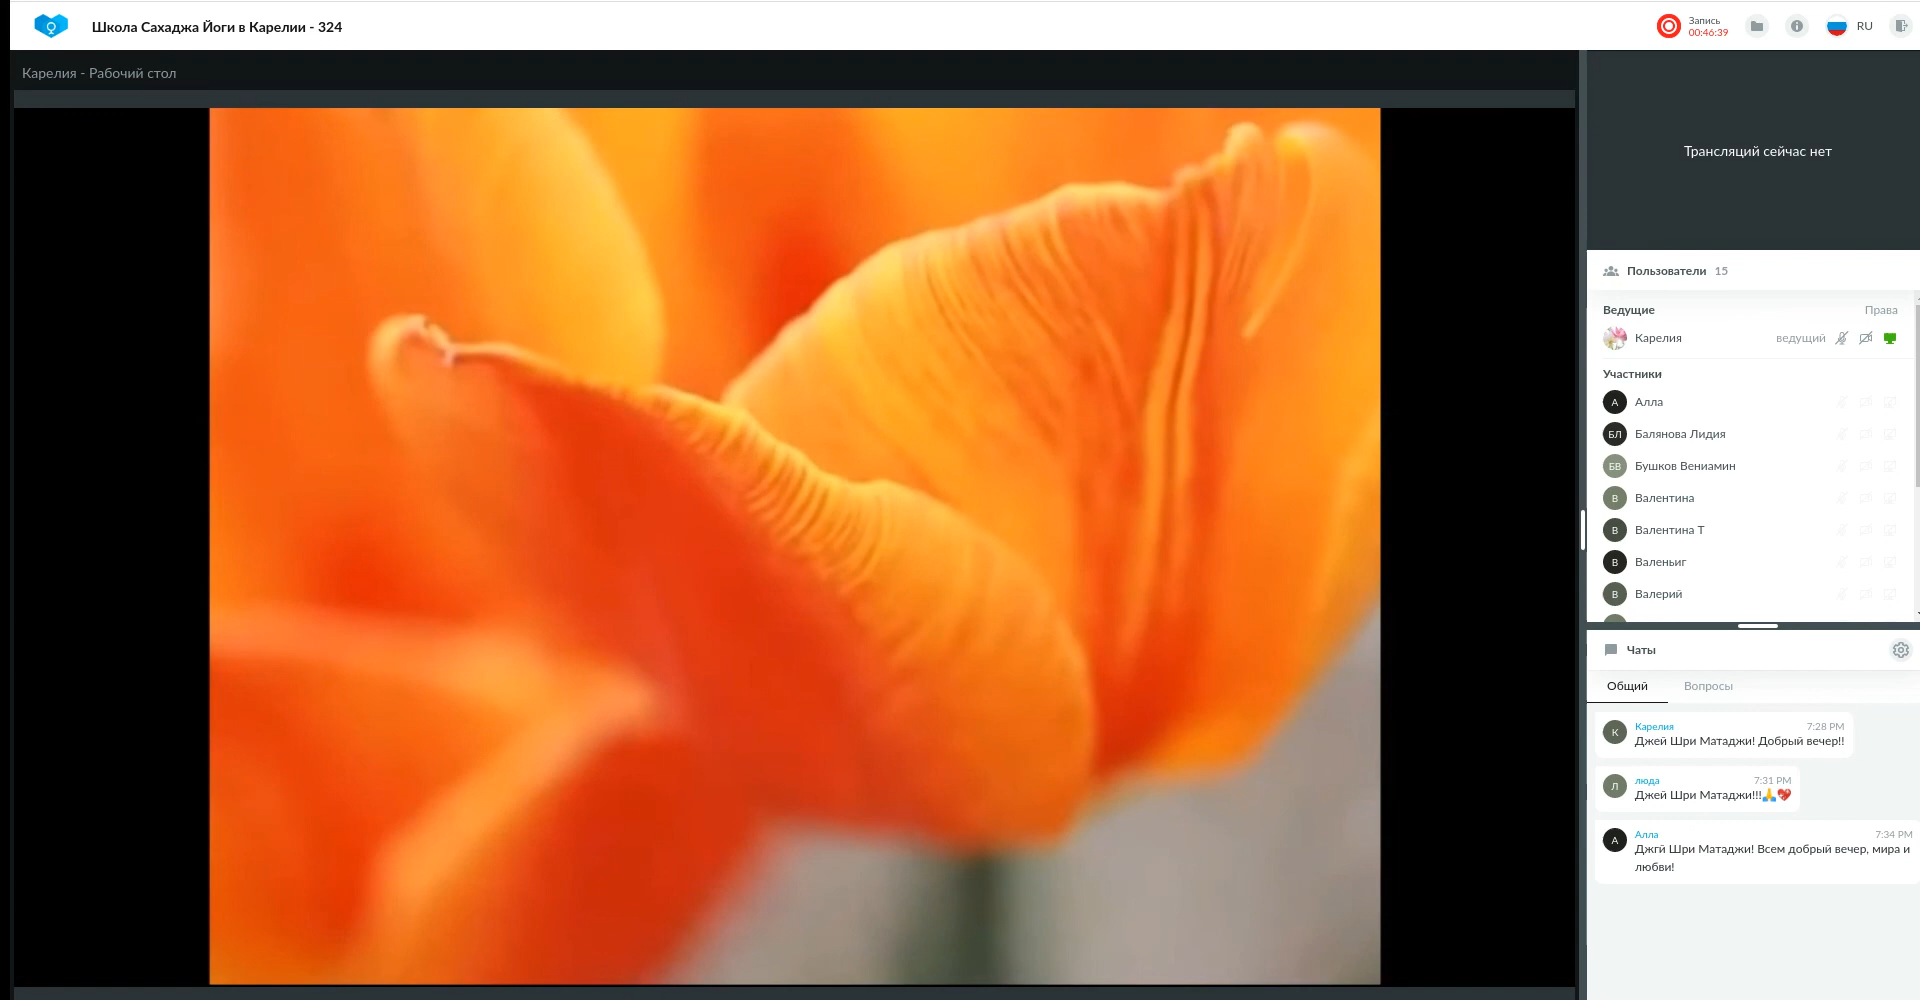 Школа Сахаджа Йоги в Карелии - 324
Запись
00:46:39
RU
Карелия - Рабочий стол
Трансляций сейчас нет
Пользователи 15
Ведущие Права
Карелия ведущий
Участники
А Алла
БЛ Балянова Лидия
БВ Бушков Вениамин
В Валентина
В Валентина Т
В Валеньиг
В Валерий
Чаты
Общий Вопросы
К Карелия 7:28 PM
Джей Шри Матаджи! Добрый вечер!!
Л люда 7:31 PM
Джей Шри Матаджи!!!🙏💖
А Алла 7:34 PM
Джгй Шри Матаджи! Всем добрый вечер, мира и
любви!